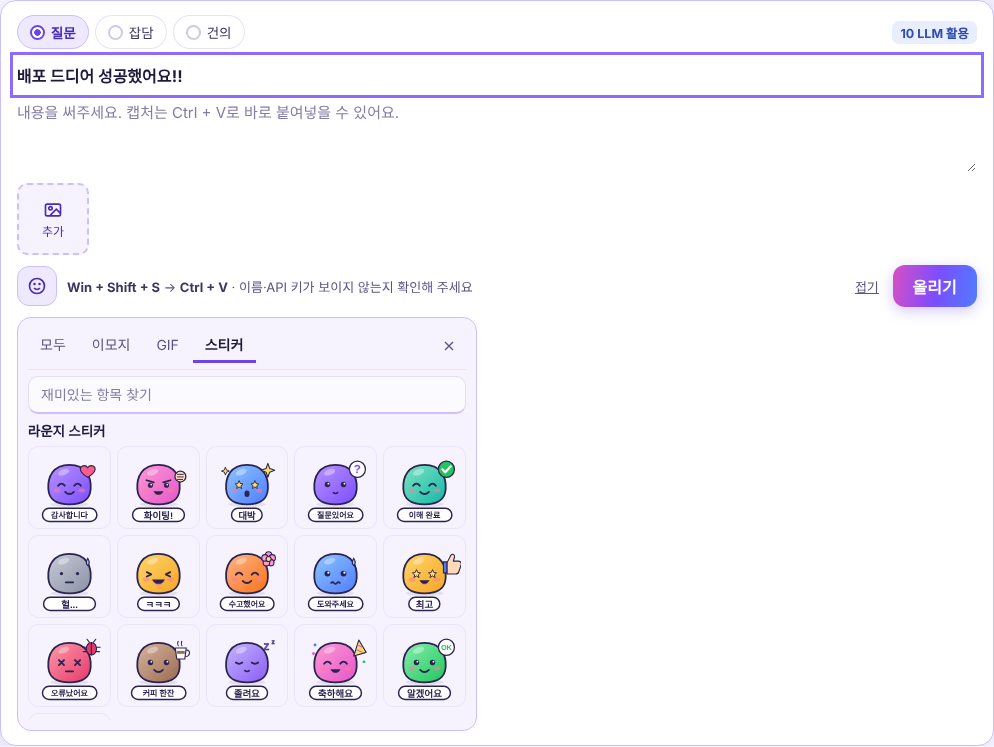 질문 잡담 건의 10 LLM 활용
배포 드디어 성공했어요!!
내용을 써주세요. 캡처는 Ctrl + V로 바로 붙여넣을 수 있어요.
추가
Win + Shift + S → Ctrl + V · 이름·API 키가 보이지 않는지 확인해 주세요 접기 올리기
모두 이모지 GIF 스티커 ×
재미있는 항목 찾기
라운지 스티커
?
감사합니다 화이팅! 대박 질문있어요 이해 완료
헐... ㅋㅋㅋ 수고했어요 도와주세요 최고
z z OK
오류났어요 커피 한잔 졸려요 축하해요 알겠어요